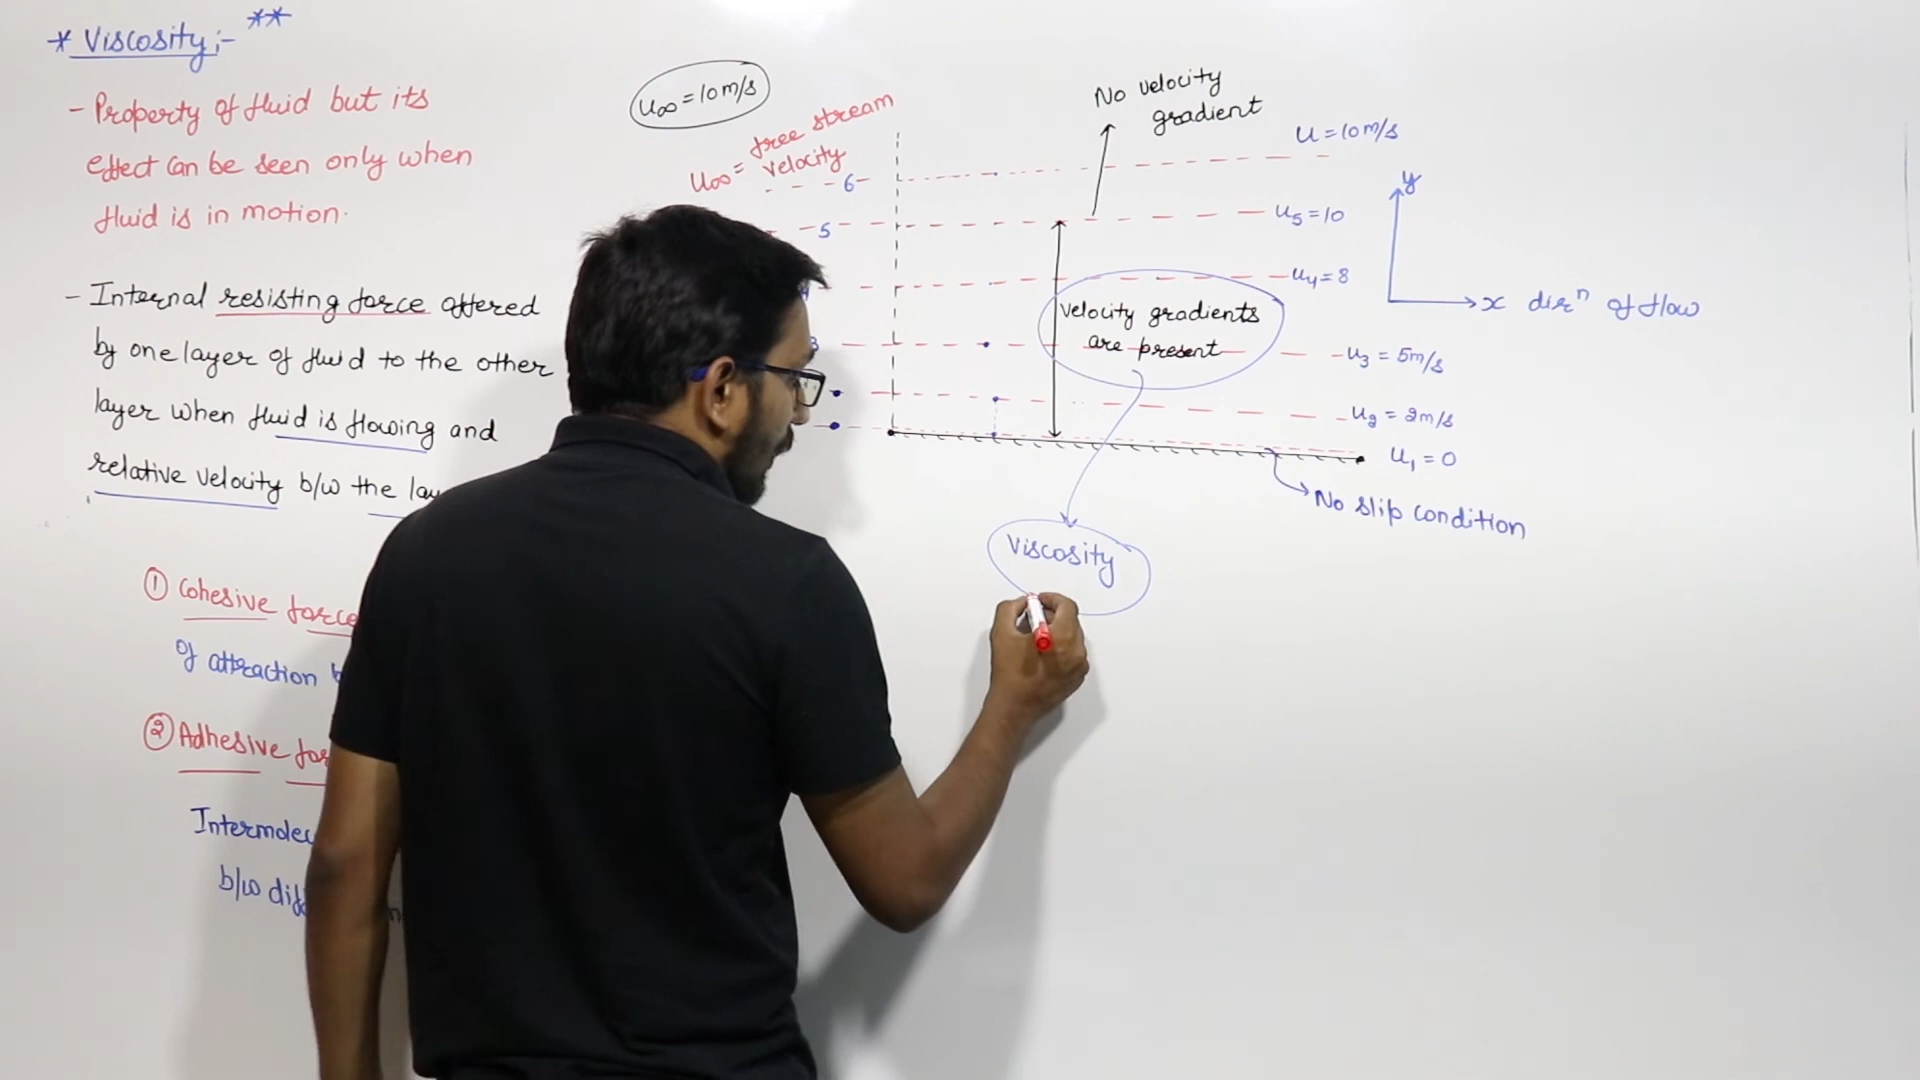 * Viscosity:- **
- Property of fluid but its
effect can be seen only when
fluid is in motion.
- Internal resisting force offered
by one layer of fluid to the other
layer when fluid is flowing and
relative velocity b/w the lay
① Cohesive force
of attraction
② Adhesive for
Intermolec
b/w diff
u∞ = 10 m/s
u∞ = free stream
velocity
6
5
4
3
No velocity
gradient
u = 10 m/s
u5 = 10
u4 = 8
velocity gradients
are present
u3 = 5 m/s
u2 = 2 m/s
u1 = 0
No slip condition
y
x dirⁿ of flow
Viscosity